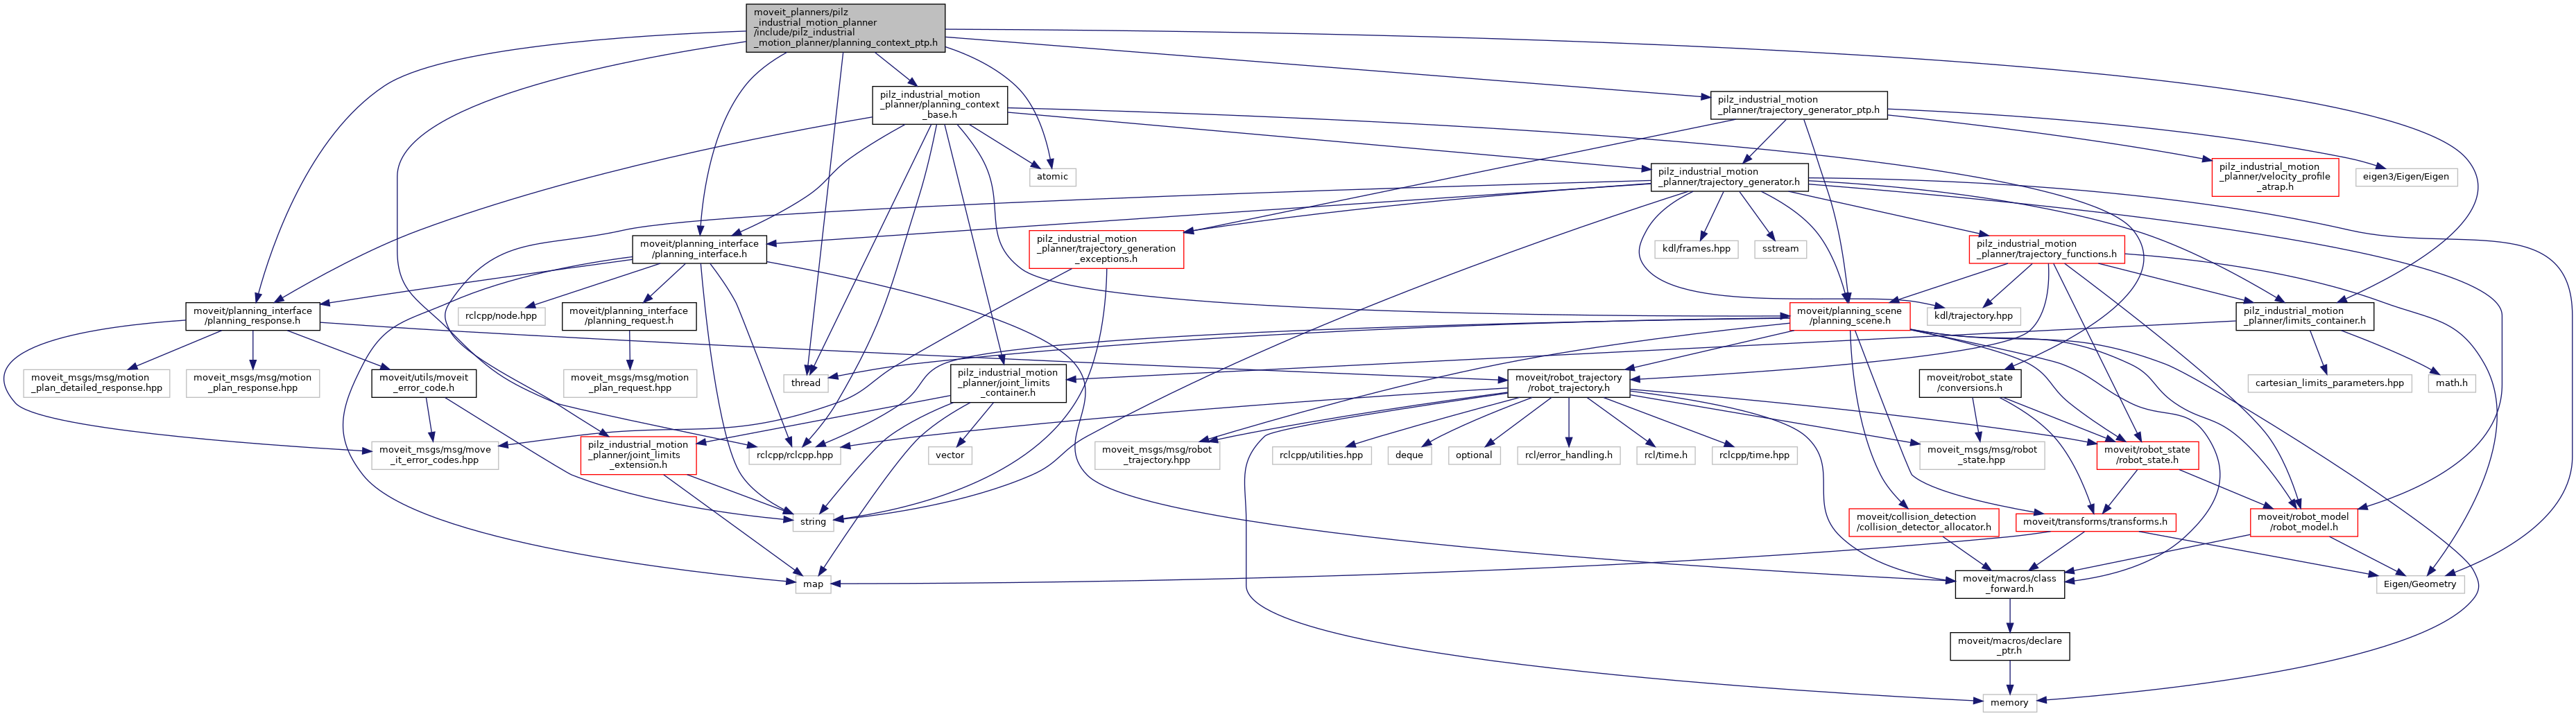 moveit_planners/pilz
_industrial_motion_planner
/include/pilz_industrial
_motion_planner/planning_context_ptp.h
pilz_industrial_motion
_planner/planning_context
_base.h
pilz_industrial_motion
_planner/trajectory_generator_ptp.h
atomic
pilz_industrial_motion
_planner/trajectory_generator.h
pilz_industrial_motion
_planner/velocity_profile
_atrap.h
eigen3/Eigen/Eigen
moveit/planning_interface
/planning_interface.h
pilz_industrial_motion
_planner/trajectory_generation
_exceptions.h
kdl/frames.hpp
sstream
pilz_industrial_motion
_planner/trajectory_functions.h
moveit/planning_interface
/planning_response.h
rclcpp/node.hpp
moveit/planning_interface
/planning_request.h
moveit/planning_scene
/planning_scene.h
kdl/trajectory.hpp
pilz_industrial_motion
_planner/limits_container.h
moveit_msgs/msg/motion
_plan_detailed_response.hpp
moveit_msgs/msg/motion
_plan_response.hpp
moveit/utils/moveit
_error_code.h
moveit_msgs/msg/motion
_plan_request.hpp
thread
pilz_industrial_motion
_planner/joint_limits
_container.h
moveit/robot_trajectory
/robot_trajectory.h
moveit/robot_state
/conversions.h
cartesian_limits_parameters.hpp
math.h
moveit_msgs/msg/move
_it_error_codes.hpp
pilz_industrial_motion
_planner/joint_limits
_extension.h
rclcpp/rclcpp.hpp
vector
moveit_msgs/msg/robot
_trajectory.hpp
rclcpp/utilities.hpp
deque
optional
rcl/error_handling.h
rcl/time.h
rclcpp/time.hpp
moveit_msgs/msg/robot
_state.hpp
moveit/robot_state
/robot_state.h
string
moveit/collision_detection
/collision_detector_allocator.h
moveit/transforms/transforms.h
moveit/robot_model
/robot_model.h
map
moveit/macros/class
_forward.h
Eigen/Geometry
moveit/macros/declare
_ptr.h
memory